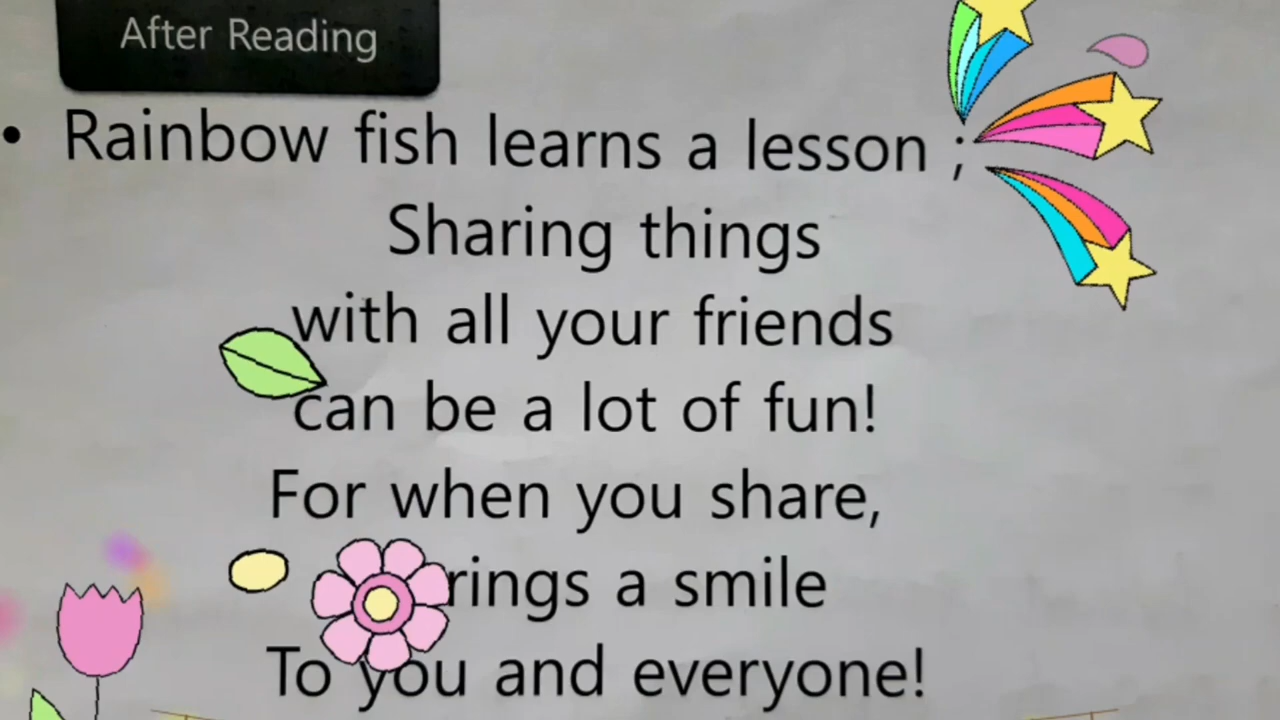 After Reading
• Rainbow fish learns a lesson ;
Sharing things
with all your friends
can be a lot of fun!
For when you share,
rings a smile
To you and everyone!